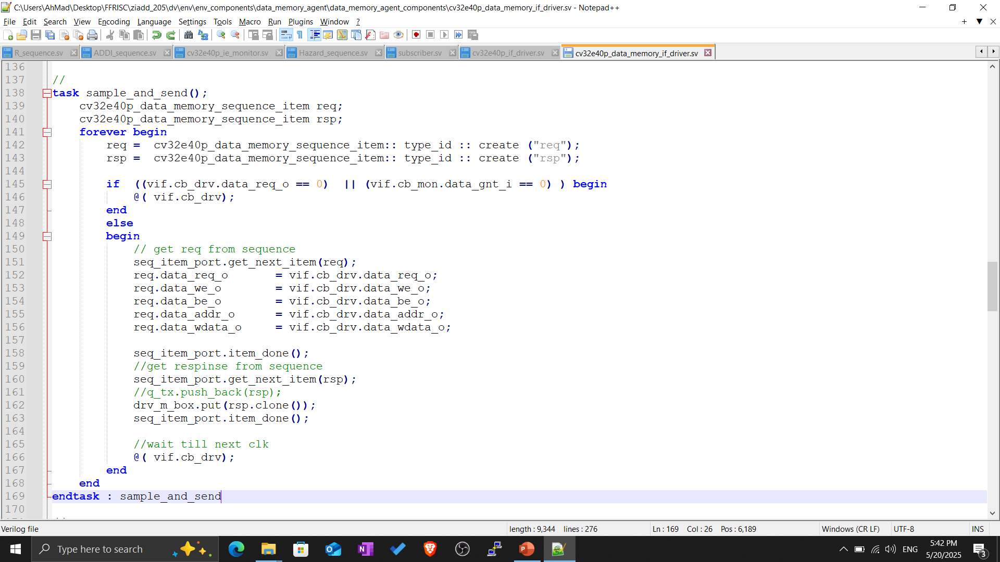 C:\Users\AhMad\Desktop\FFRISC\ziadd_205\dv\env\env_components\data_memory_agent\data_memory_agent_components\cv32e40p_data_memory_if_driver.sv - Notepad++
File Edit Search View Encoding Language Settings Tools Macro Run Plugins Window ?
R_sequence.sv ADDI_sequence.sv cv32e40p_ie_monitor.sv Hazard_sequence.sv subscriber.sv cv32e40p_if_driver.sv cv32e40p_data_memory_if_driver.sv
136
137 //
138 task sample_and_send();
139 cv32e40p_data_memory_sequence_item req;
140 cv32e40p_data_memory_sequence_item rsp;
141 forever begin
142 req =  cv32e40p_data_memory_sequence_item:: type_id :: create ("req");
143 rsp =  cv32e40p_data_memory_sequence_item:: type_id :: create ("rsp");
144
145 if  ((vif.cb_drv.data_req_o == 0)  || (vif.cb_mon.data_gnt_i == 0) ) begin
146 @( vif.cb_drv);
147 end
148 else
149 begin
150 // get req from sequence
151 seq_item_port.get_next_item(req);
152 req.data_req_o       = vif.cb_drv.data_req_o;
153 req.data_we_o        = vif.cb_drv.data_we_o;
154 req.data_be_o        = vif.cb_drv.data_be_o;
155 req.data_addr_o      = vif.cb_drv.data_addr_o;
156 req.data_wdata_o     = vif.cb_drv.data_wdata_o;
157
158 seq_item_port.item_done();
159 //get respinse from sequence
160 seq_item_port.get_next_item(rsp);
161 //q_tx.push_back(rsp);
162 drv_m_box.put(rsp.clone());
163 seq_item_port.item_done();
164
165 //wait till next clk
166 @( vif.cb_drv);
167 end
168 end
169 endtask : sample_and_send
170
Verilog file length : 9,344 lines : 276 Ln : 169 Col : 26 Pos : 6,189 Windows (CR LF) UTF-8 INS
Type here to search
ENG
5:42 PM
5/20/2025
3